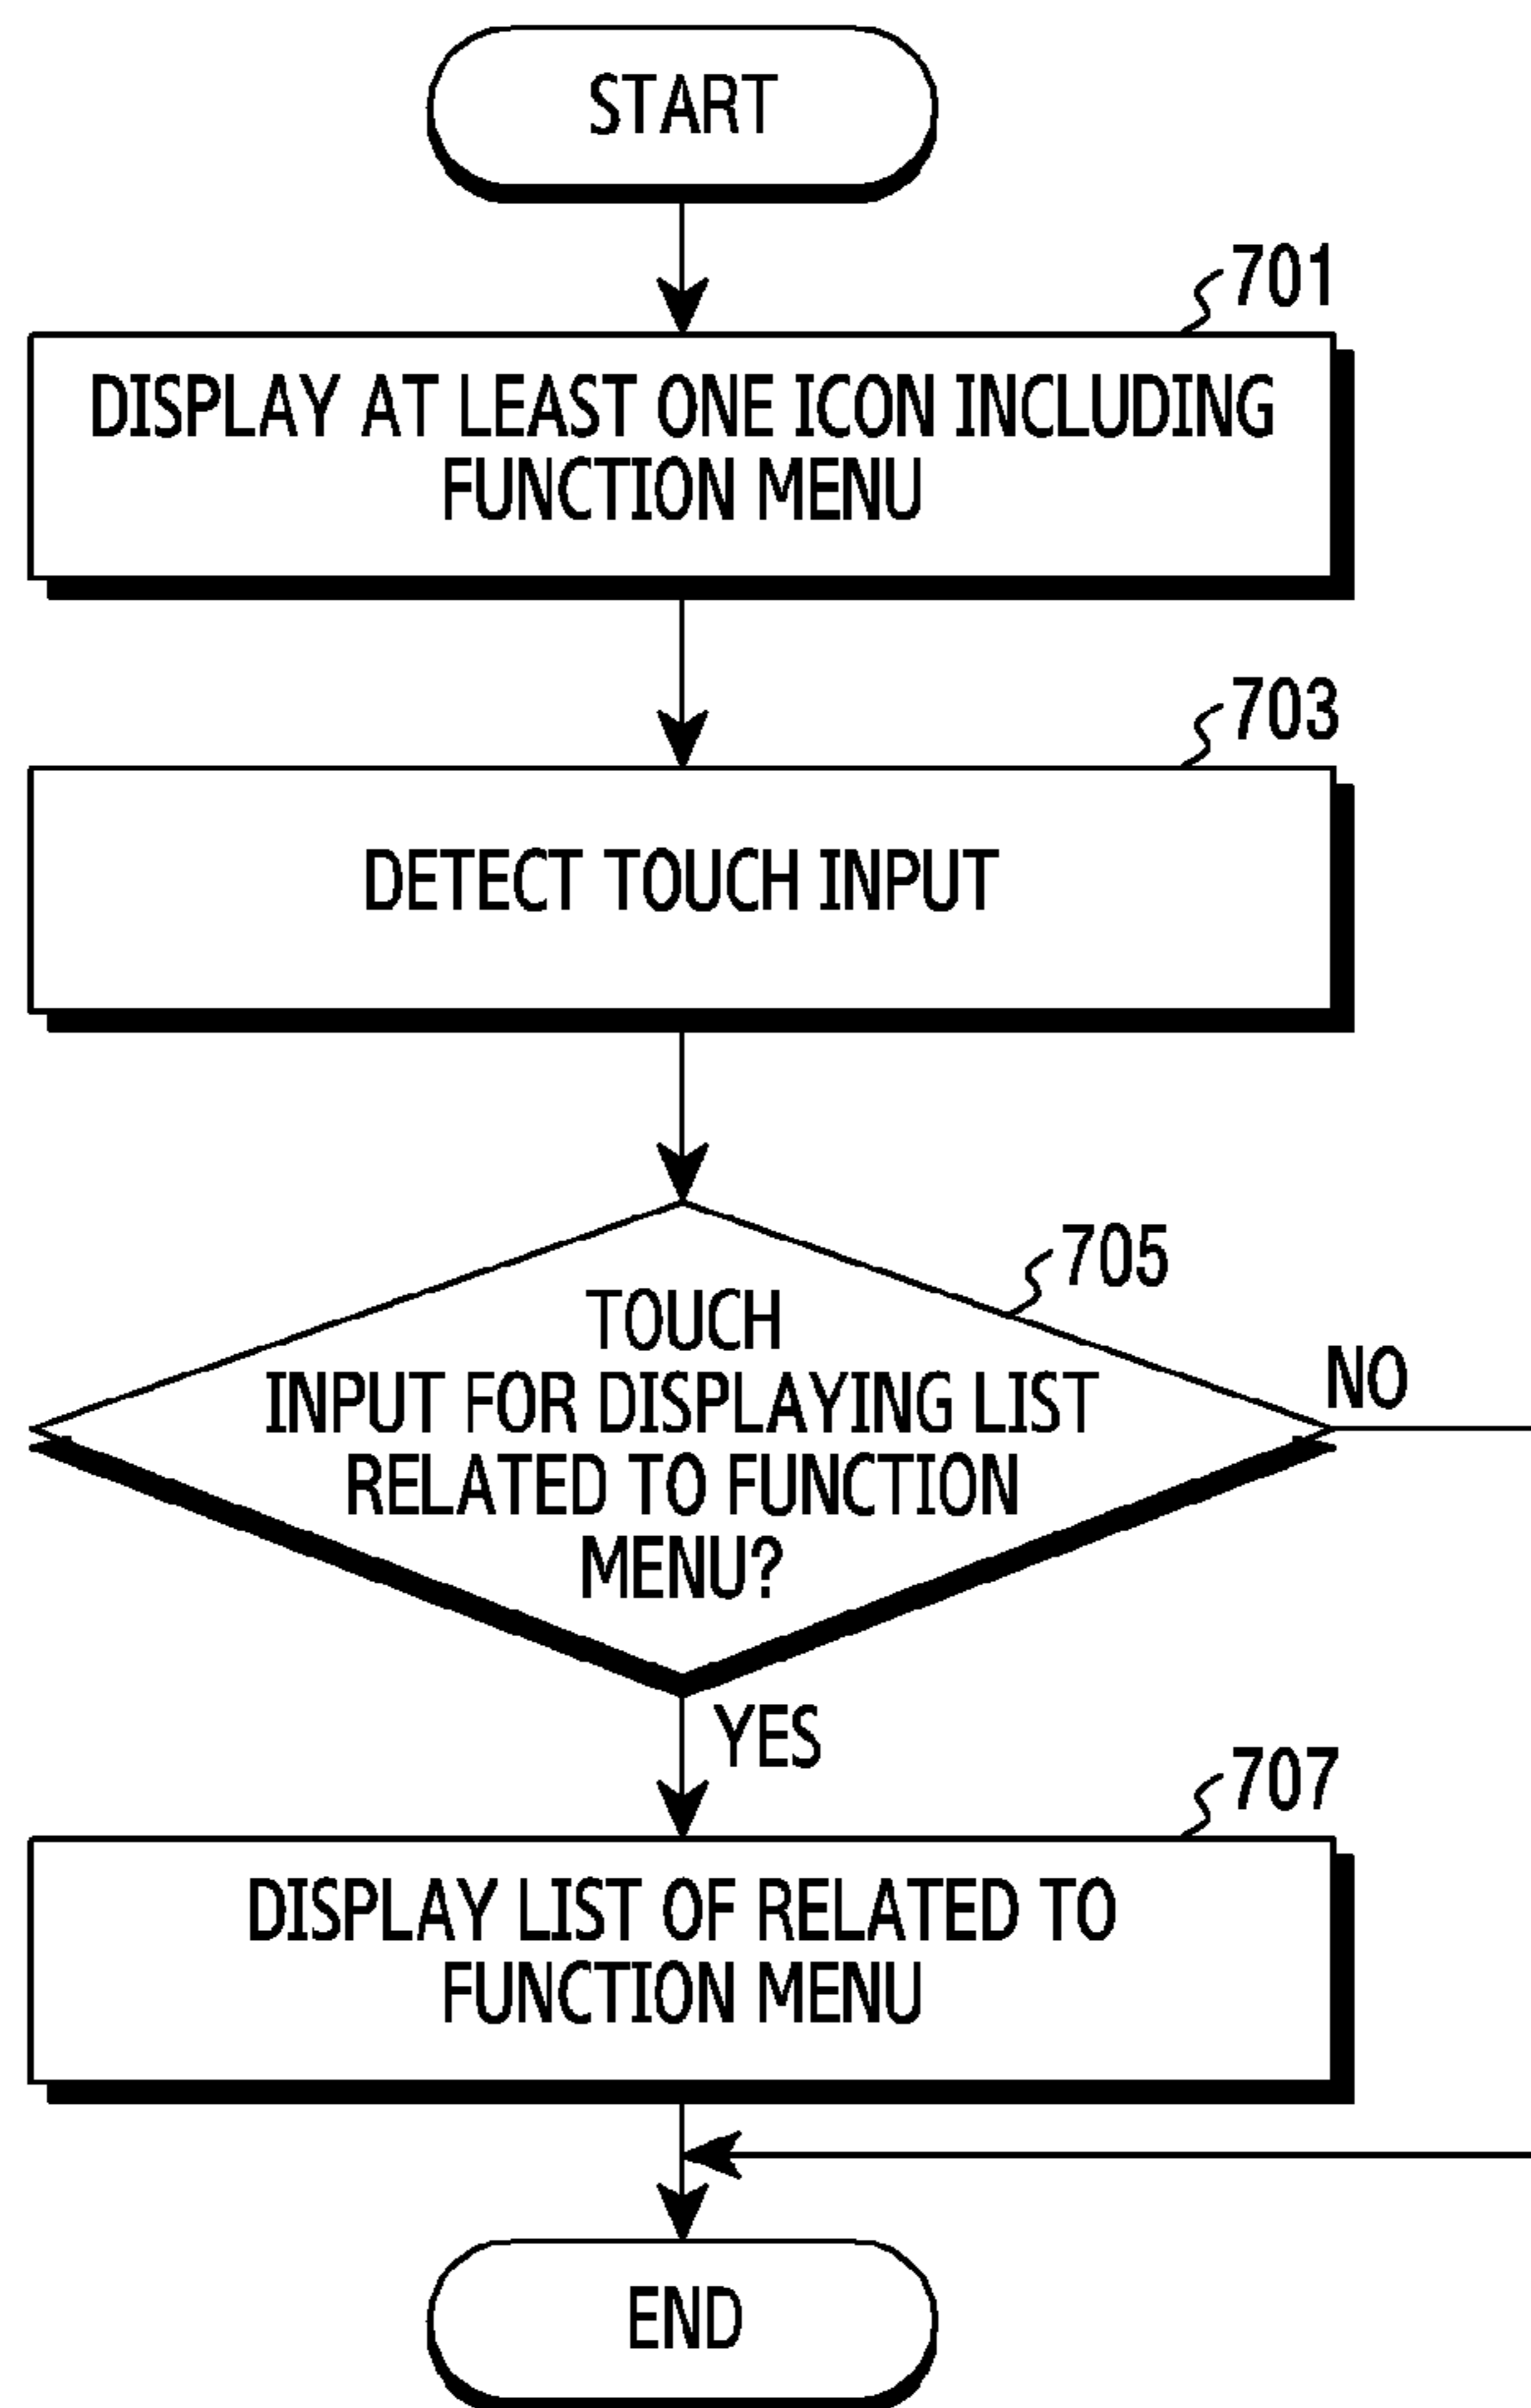 START
701
DISPLAY AT LEAST ONE ICON INCLUDING
FUNCTION MENU
703
DETECT TOUCH INPUT
705
TOUCH
INPUT FOR DISPLAYING LIST
RELATED TO FUNCTION
MENU?
NO
YES
707
DISPLAY LIST OF RELATED TO
FUNCTION MENU
END